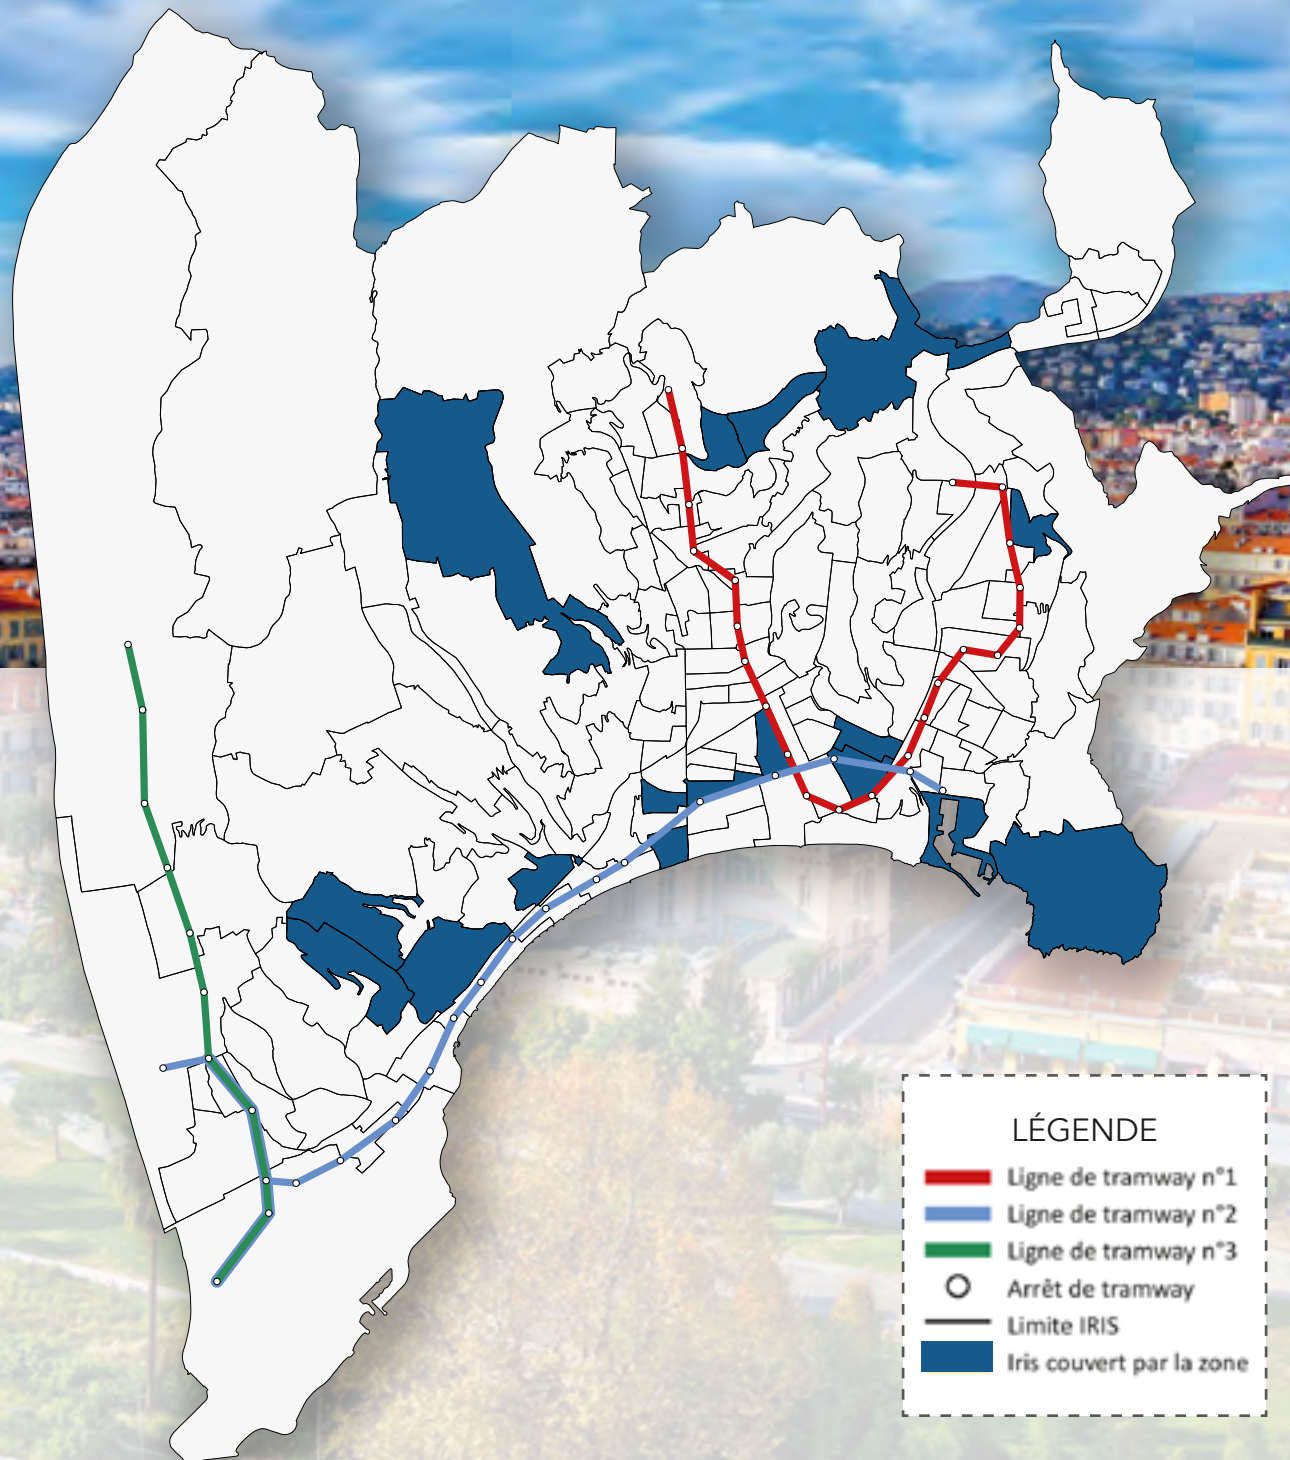 LÉGENDE
Ligne de tramway n°1
Ligne de tramway n°2
Ligne de tramway n°3
Arrêt de tramway
Limite IRIS
Iris couvert par la zone